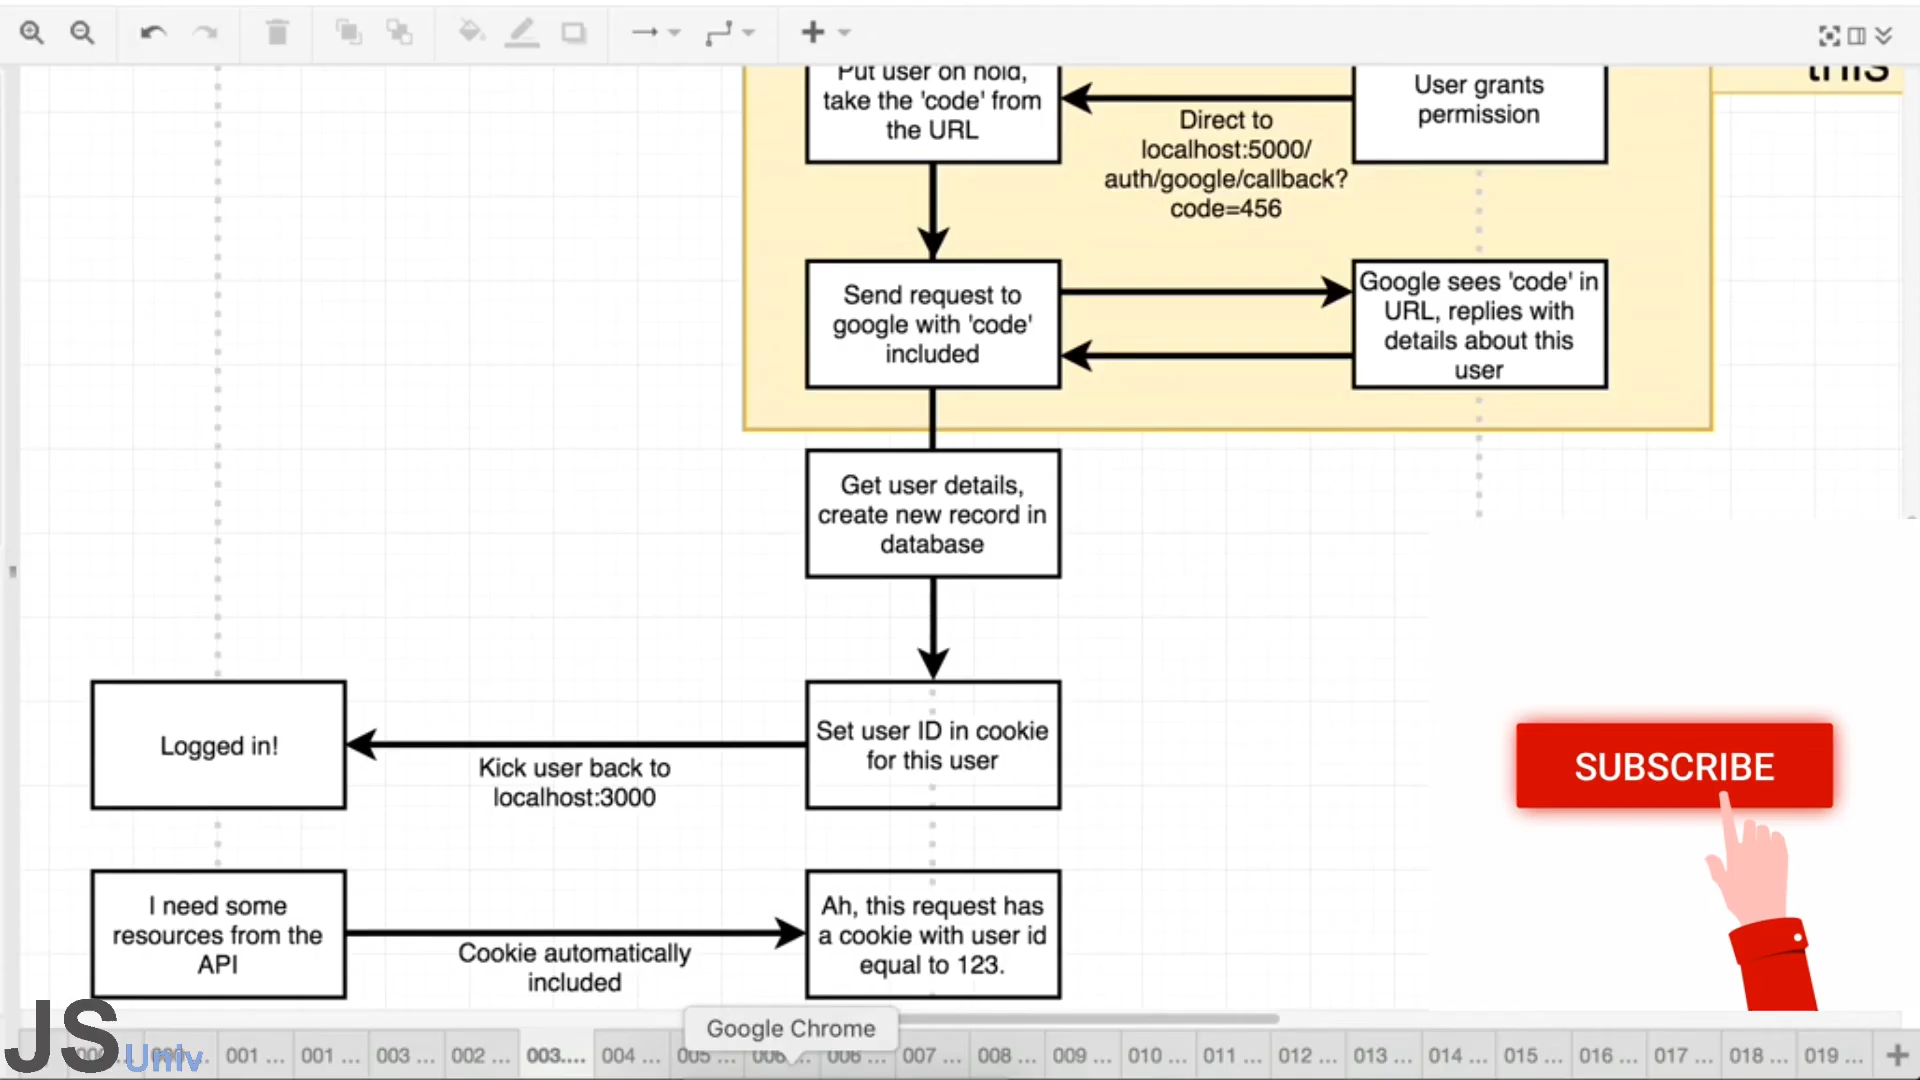 this
Put user on hold,
take the 'code' from
the URL
User grants
permission
Direct to
localhost:5000/
auth/google/callback?
code=456
Send request to
google with 'code'
included
Google sees 'code' in
URL, replies with
details about this
user
Get user details,
create new record in
database
Logged in!
Kick user back to
localhost:3000
Set user ID in cookie
for this user
SUBSCRIBE
I need some
resources from the
API
Cookie automatically
included
Ah, this request has
a cookie with user id
equal to 123.
Google Chrome
JS
Univ
001 ... 001 ... 003 ... 002 ... 003.... 004 ... 005 ... 006 ... 006 ... 007 ... 008 ... 009 ... 010 ... 011 ... 012 ... 013 ... 014 ... 015 ... 016 ... 017 ... 018 ... 019 ...